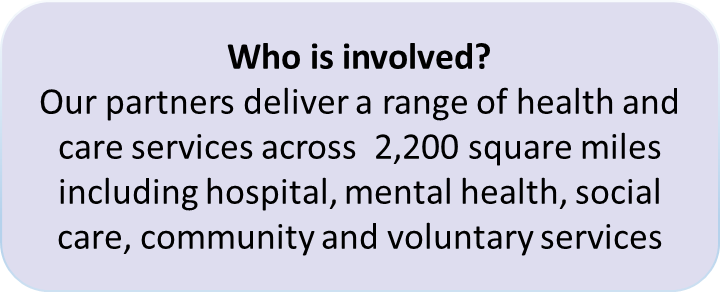 Who is involved?
Our partners deliver a range of health and
care services across  2,200 square miles
including hospital, mental health, social
care, community and voluntary services